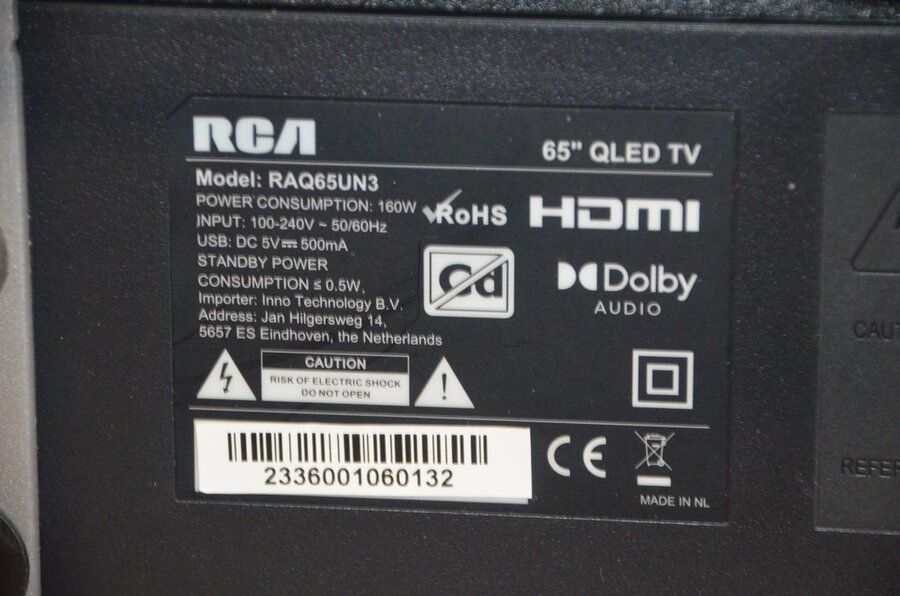 RCA
65" QLED TV
Model: RAQ65UN3
POWER CONSUMPTION: 160W
INPUT: 100-240V ~ 50/60Hz
USB: DC 5V⎓ 500mA
STANDBY POWER
CONSUMPTION ≤ 0.5W.
Importer: Inno Technology B.V.
Address: Jan Hilgersweg 14,
5657 ES Eindhoven, the Netherlands
RoHS
HDMI
Cd
Dolby
AUDIO
CAUTION
RISK OF ELECTRIC SHOCK
DO NOT OPEN
!
2336001060132
CE
MADE IN NL